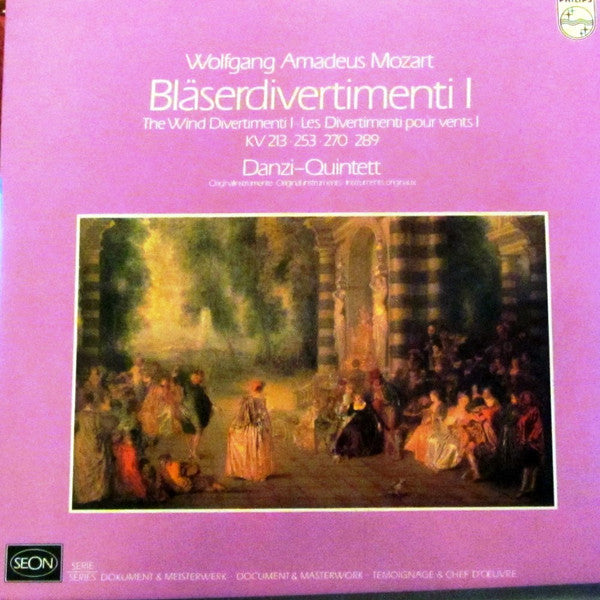 PHILIPS
Wolfgang Amadeus Mozart
Bläserdivertimenti I
The Wind Divertimenti I · Les Divertimenti pour vents I
KV 213 · 253 · 270 · 289
Danzi-Quintett
Originalinstrumente · Original instruments · Instruments originaux
SEON
SERIE
SERIES DOKUMENT & MEISTERWERK · DOCUMENT & MASTERWORK · TEMOIGNAGE & CHEF D'OEUVRE